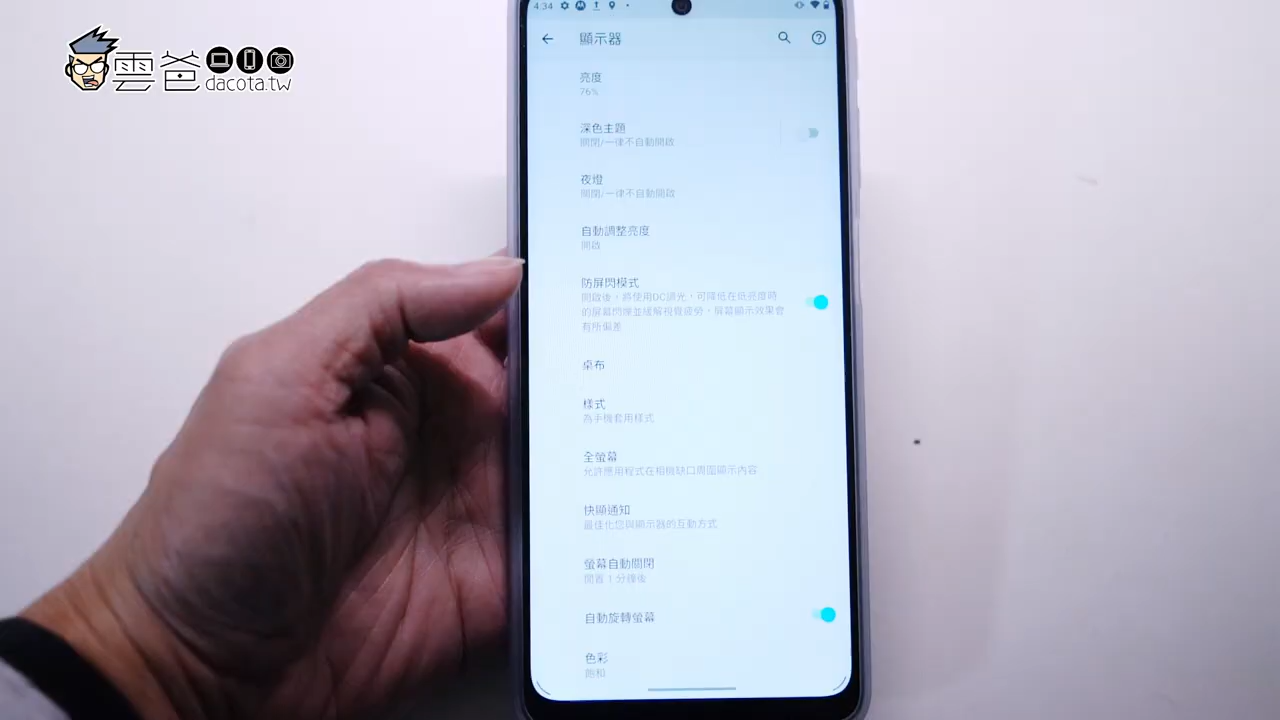 雲爸
dacota.tw
4:34
顯示器
亮度
76%
深色主題
關閉/一律不自動開啟
夜燈
關閉/一律不自動開啟
自動調整亮度
開啟
防屏閃模式
開啟後，將使用DC調光，可降低在低亮度時
的屏幕閃爍並緩解視覺疲勞，屏幕顯示效果會
有所偏差
桌布
樣式
為手機套用樣式
全螢幕
允許應用程式在相機缺口周圍顯示內容
快顯通知
最佳化您與顯示器的互動方式
螢幕自動關閉
閒置 1 分鐘後
自動旋轉螢幕
色彩
飽和